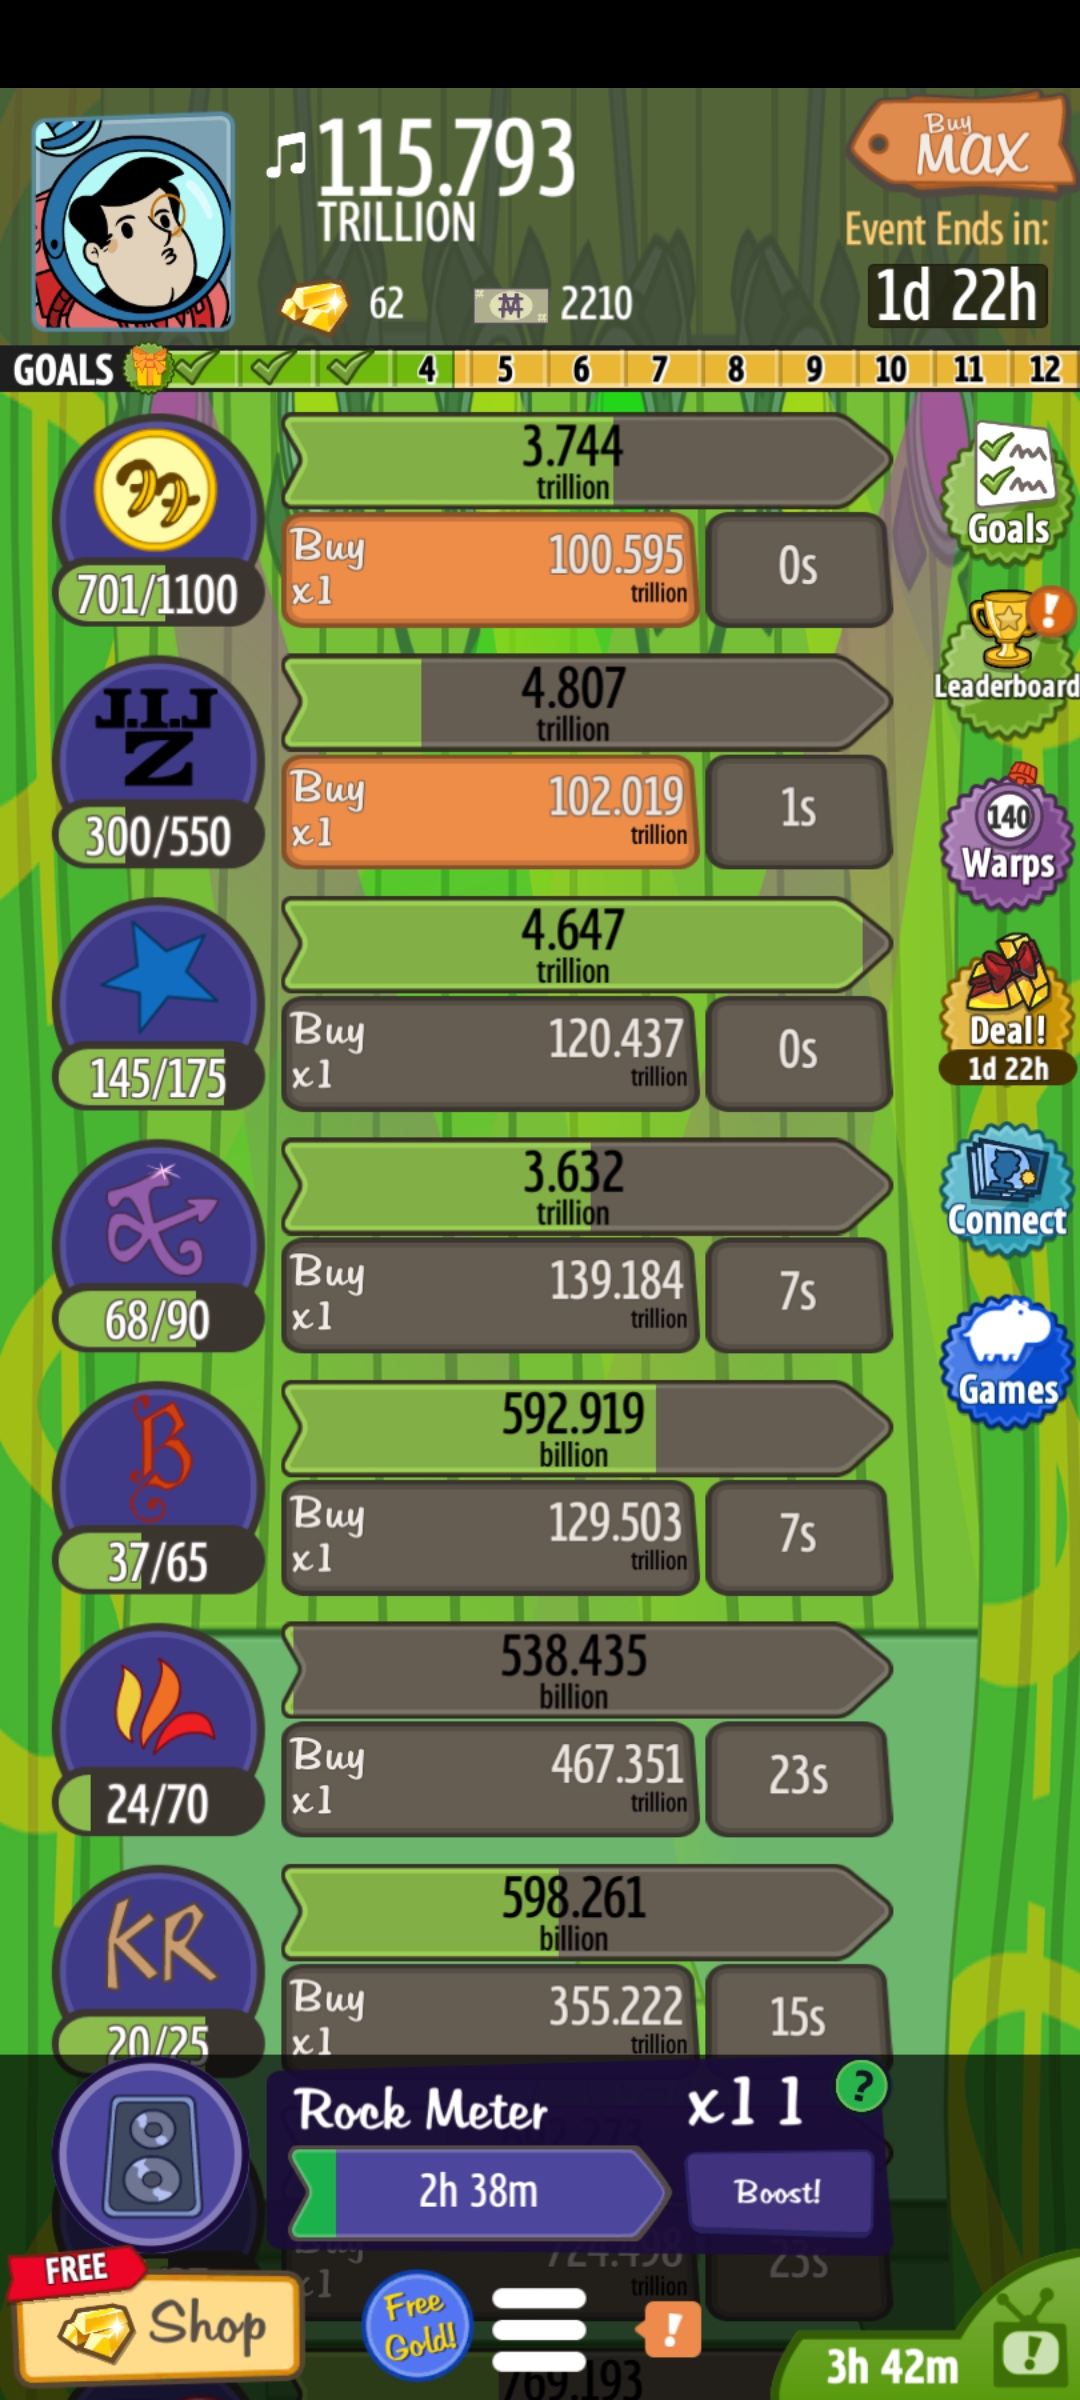 115.793
TRILLION
Buy
MAX
Event Ends in:
62
2210
1d 22h
GOALS
4 5 6 7 8 9 10 11 12
3.744
trillion
Buy
x1
100.595
trillion
0s
701/1100
Goals
Leaderboard
J.I.J
Z
4.807
trillion
Buy
x1
102.019
trillion
1s
300/550
140
Warps
4.647
trillion
Buy
x1
120.437
trillion
0s
145/175
Deal!
1d 22h
3.632
trillion
Buy
x1
139.184
trillion
7s
68/90
Connect
Games
B
592.919
billion
Buy
x1
129.503
trillion
7s
37/65
538.435
billion
Buy
x1
467.351
trillion
23s
24/70
KR
598.261
billion
Buy
x1
355.222
trillion
15s
20/25
Rock Meter
x11
?
2h 38m
Boost!
Buy
x1
724.498
trillion
23s
FREE
Shop
Free
Gold!
!
769.193
3h 42m
!